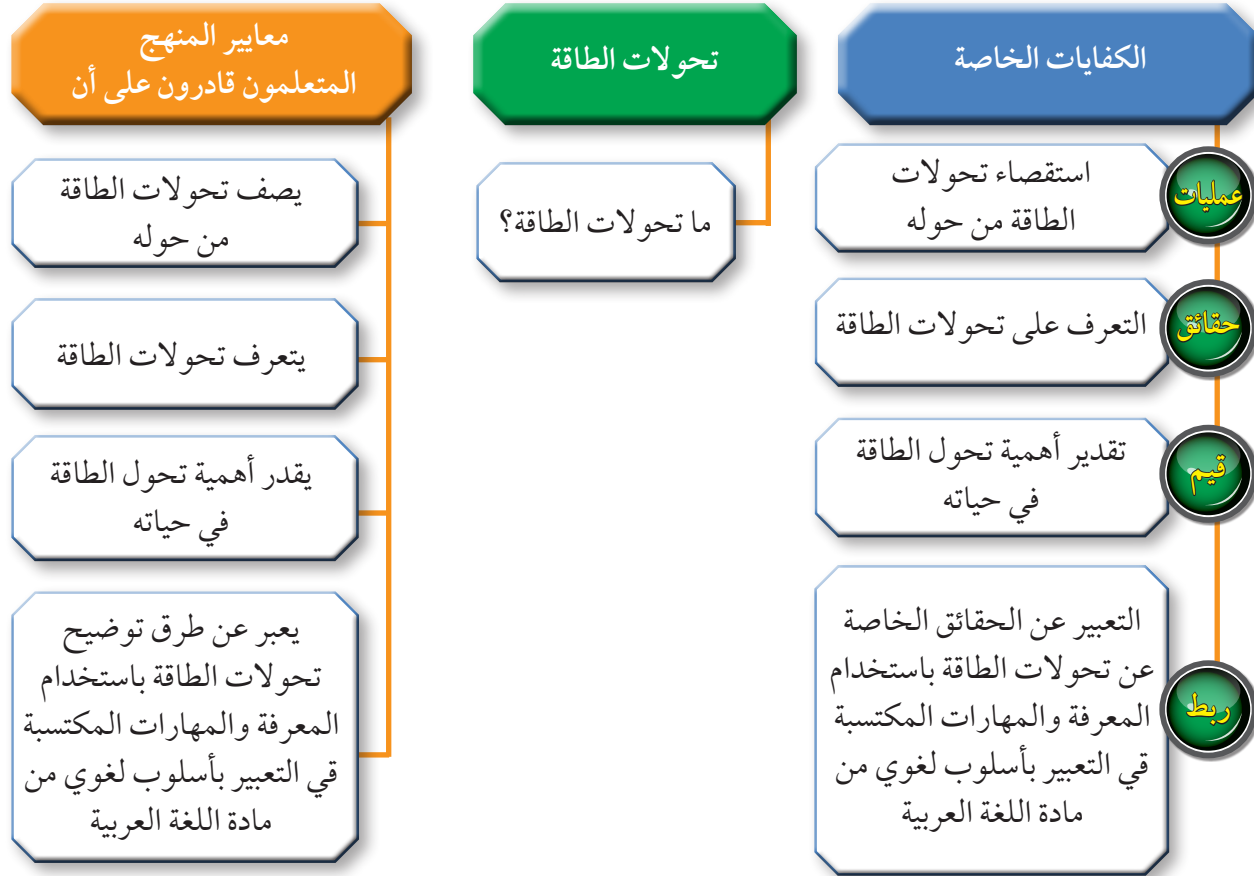 الكفايات الخاصة
عمليات
استقصاء تحولات
الطاقة من حوله
حقائق
التعرف على تحولات الطاقة
قيم
تقدير أهمية تحول الطاقة
في حياته
ربط
التعبير عن الحقائق الخاصة
عن تحولات الطاقة باستخدام
المعرفة والمهارات المكتسبة
قي التعبير بأسلوب لغوي من
مادة اللغة العربية
تحولات الطاقة
ما تحولات الطاقة؟
معايير المنهج
المتعلمون قادرون على أن
يصف تحولات الطاقة
من حوله
يتعرف تحولات الطاقة
يقدر أهمية تحول الطاقة
في حياته
يعبر عن طرق توضيح
تحولات الطاقة باستخدام
المعرفة والمهارات المكتسبة
قي التعبير بأسلوب لغوي من
مادة اللغة العربية